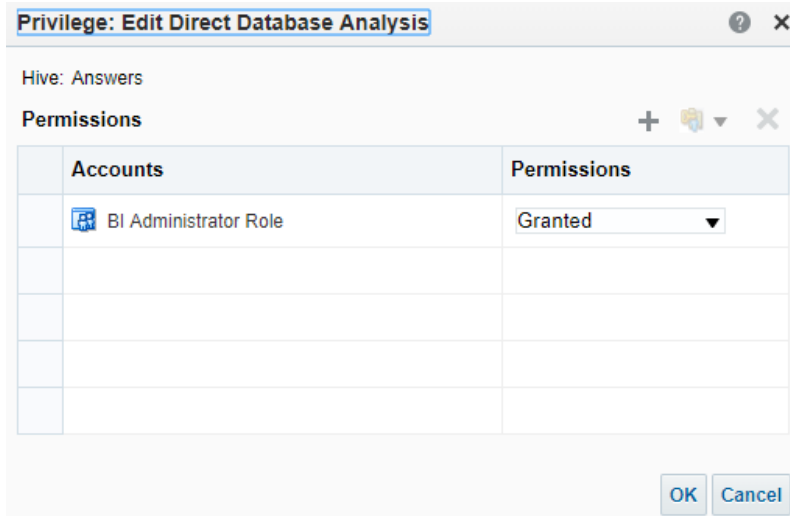 Privilege: Edit Direct Database Analysis
Hive: Answers
Permissions
Accounts Permissions
BI Administrator Role Granted
OK Cancel